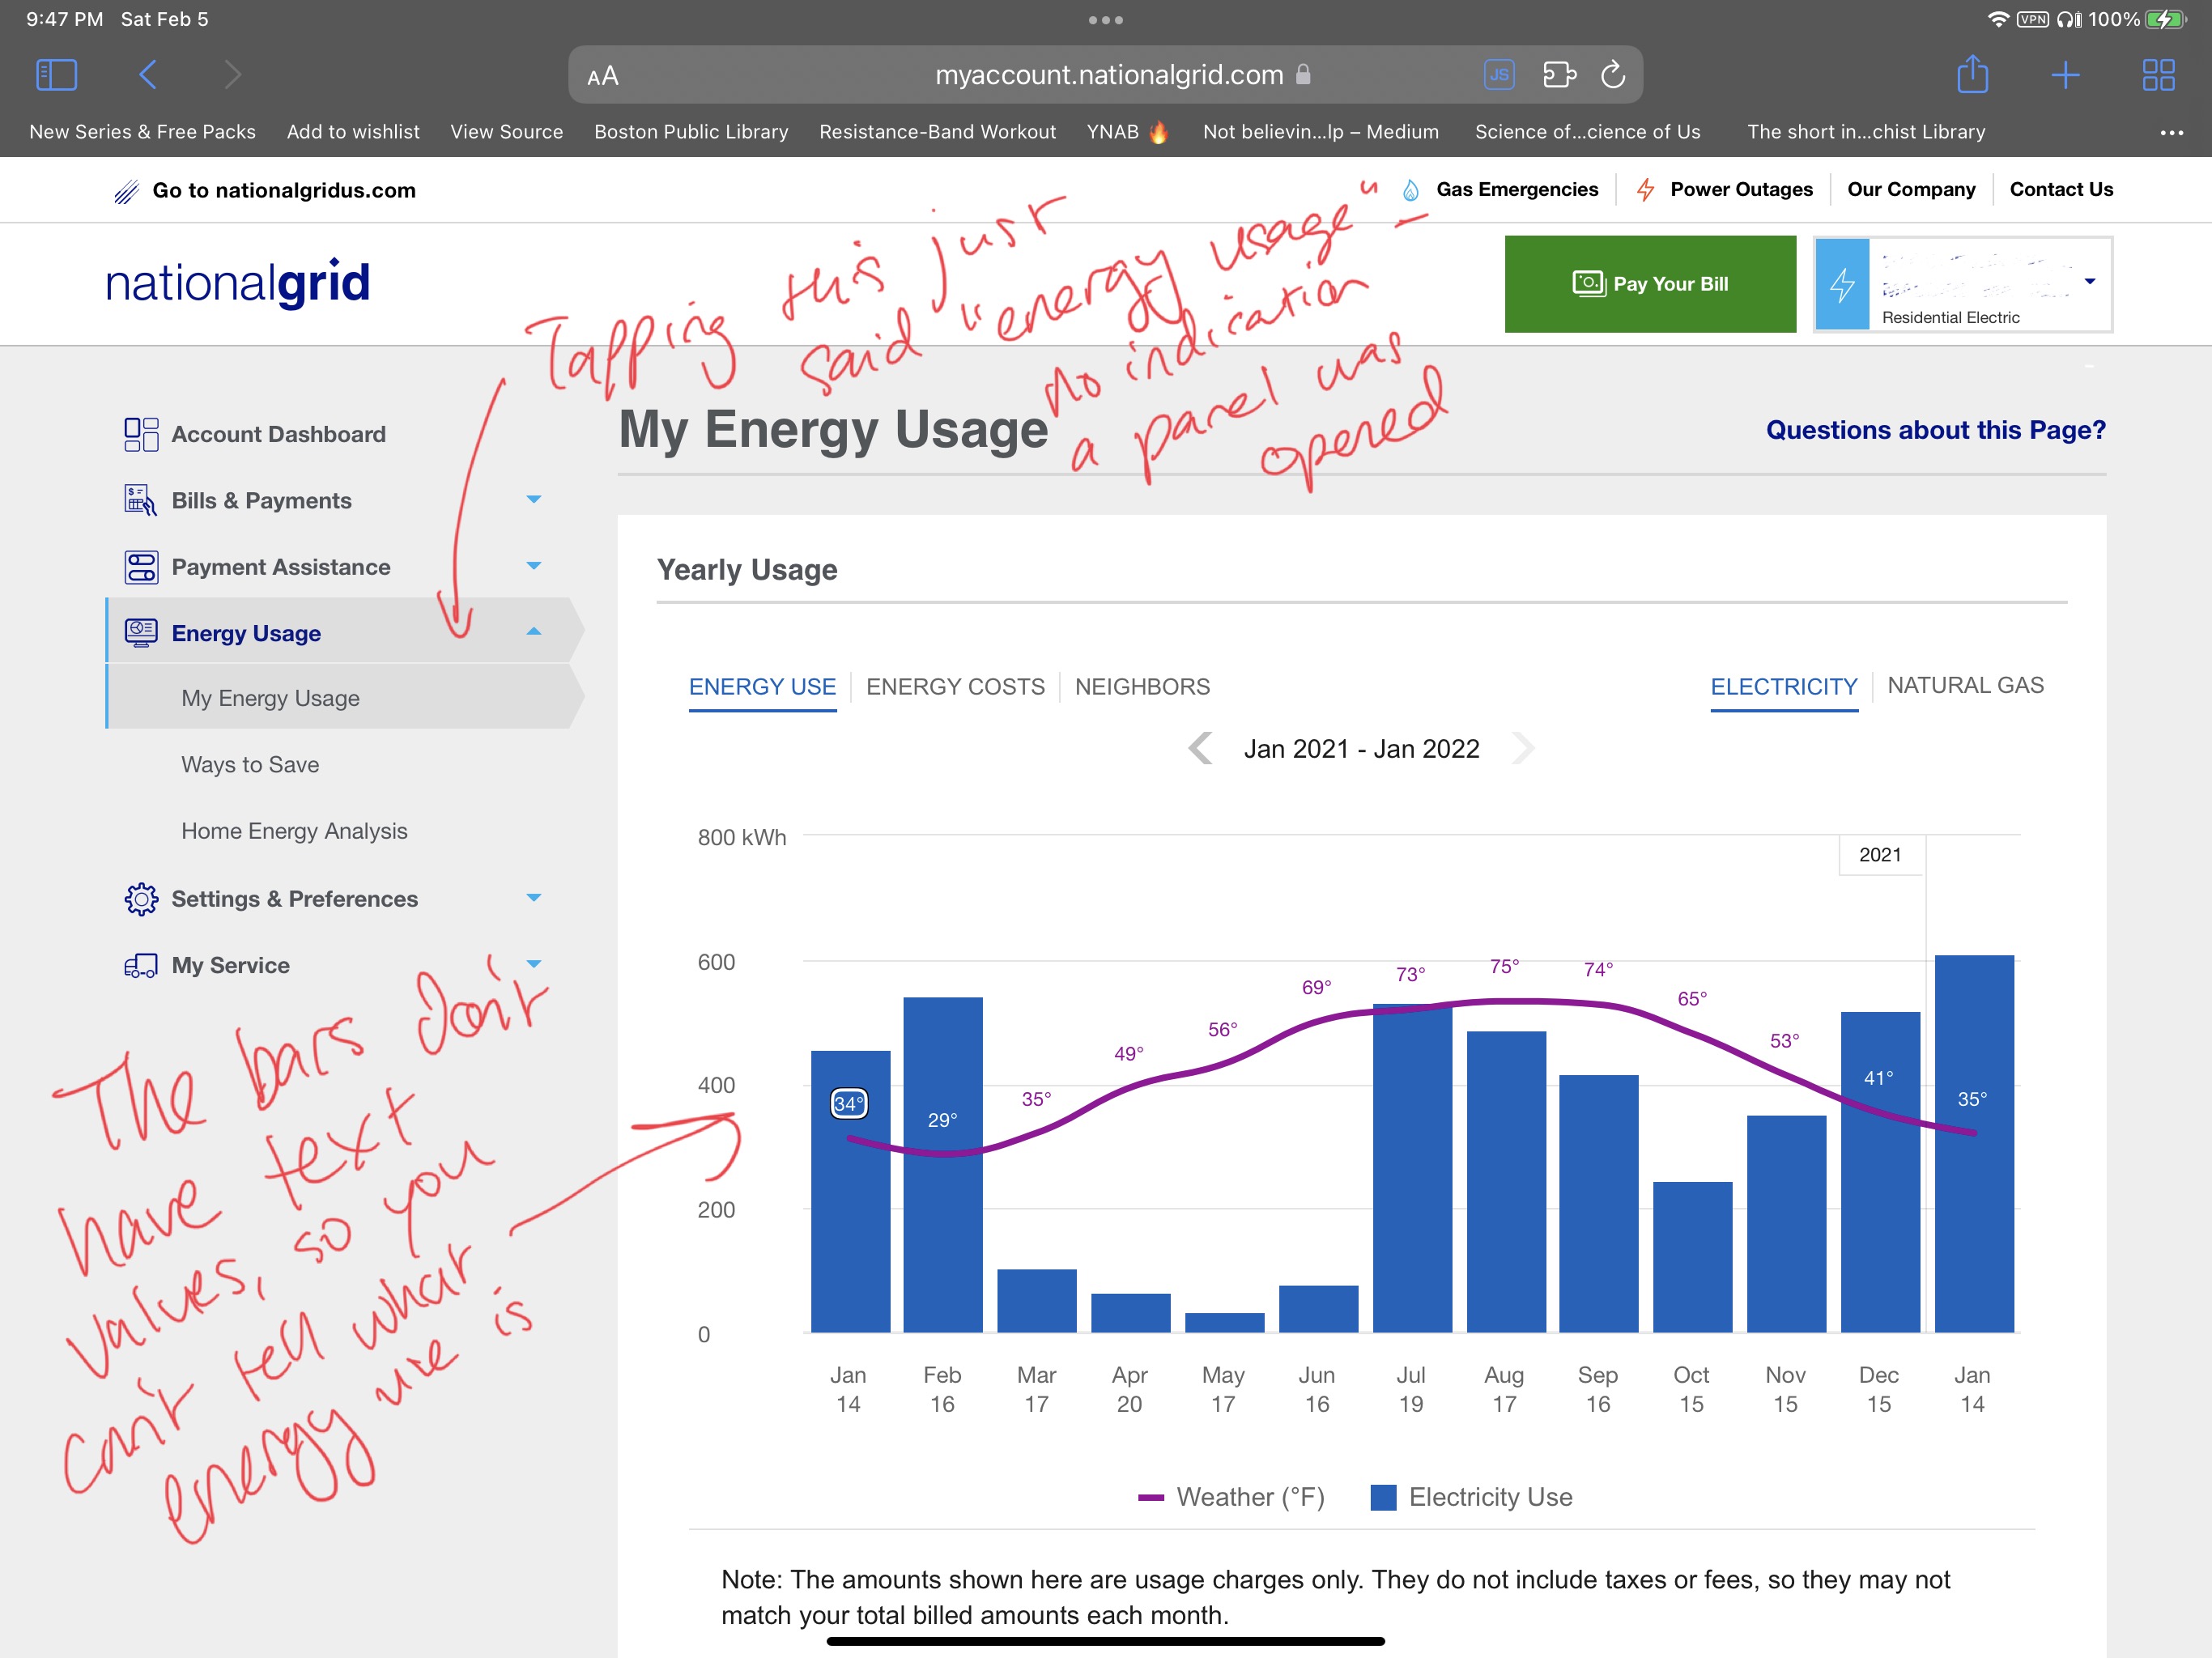 9:47 PM Sat Feb 5
VPN 100%
AA myaccount.nationalgrid.com JS
New Series & Free Packs Add to wishlist View Source Boston Public Library Resistance-Band Workout YNAB 🔥 Not believin...lp – Medium Science of...cience of Us The short in...chist Library
Go to nationalgridus.com
Gas Emergencies Power Outages Our Company Contact Us
nationalgrid
Pay Your Bill
Residential Electric
Tapping this just
said "energy usage" –
no indication
a panel was
opened
Account Dashboard
Bills & Payments
Payment Assistance
Energy Usage
My Energy Usage
Ways to Save
Home Energy Analysis
Settings & Preferences
My Service
The bars don't
have text
values, so you
can't tell what
energy use is
My Energy Usage
Questions about this Page?
Yearly Usage
ENERGY USE ENERGY COSTS NEIGHBORS
ELECTRICITY NATURAL GAS
Jan 2021 - Jan 2022
800 kWh
600
400
200
0
2021
34° 29° 35° 49° 56° 69° 73° 75° 74° 65° 53° 41° 35°
Jan Feb Mar Apr May Jun Jul Aug Sep Oct Nov Dec Jan
14 16 17 20 17 16 19 17 16 15 15 15 14
Weather (°F) Electricity Use
Note: The amounts shown here are usage charges only. They do not include taxes or fees, so they may not
match your total billed amounts each month.